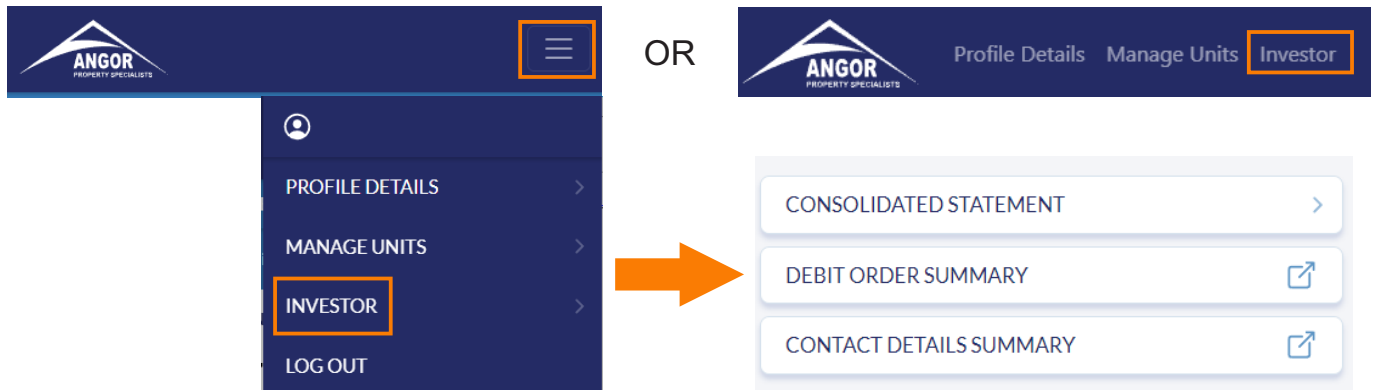 ANGOR
PROPERTY SPECIALISTS
OR
ANGOR
PROPERTY SPECIALISTS
Profile Details Manage Units Investor
PROFILE DETAILS
MANAGE UNITS
INVESTOR
LOG OUT
CONSOLIDATED STATEMENT
DEBIT ORDER SUMMARY
CONTACT DETAILS SUMMARY